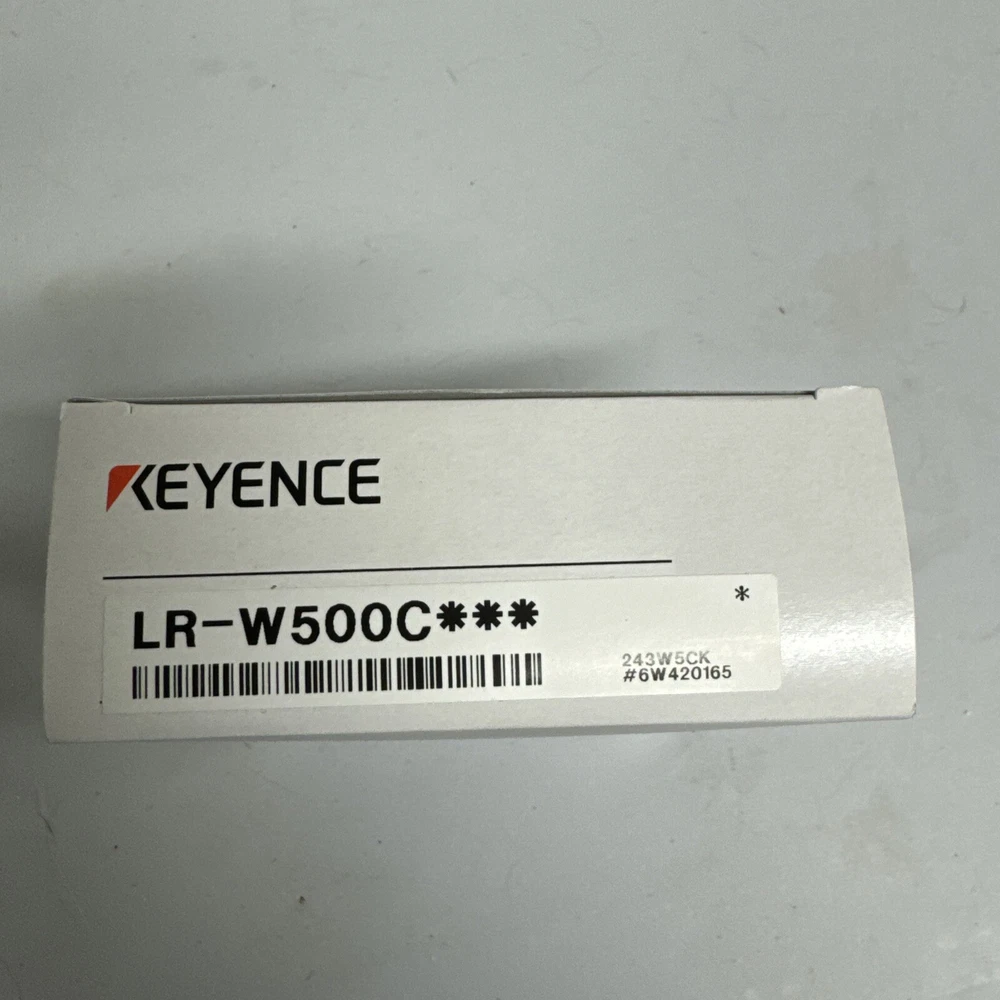 KEYENCE
*
LR-W500C***
243W5CK
#6W420165